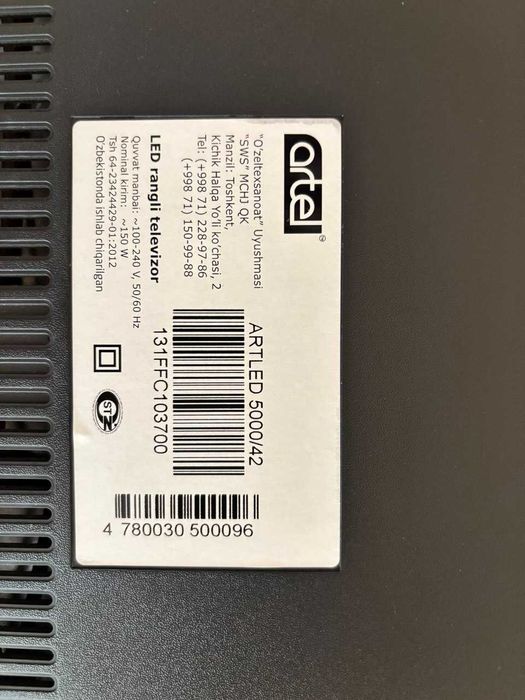 artel
"O'zeltexsanoat" Uyushmasi
"SWS" MCHJ QK
Manzil: Toshkent,
Kichik Halqa Yo'li ko'chasi, 2
Tel: (+998 71) 228-97-86
(+998 71) 150-99-88
LED rangli televizor
Quvvat manbai: ~100-240 V, 50/60 Hz
Nominal kirim: ~150 W
Tsh 64-23424429-01:2012
O'zbekistonda ishlab chiqarilgan
ARTLED 5000/42
131FFC103700
ST
4 780030 500096